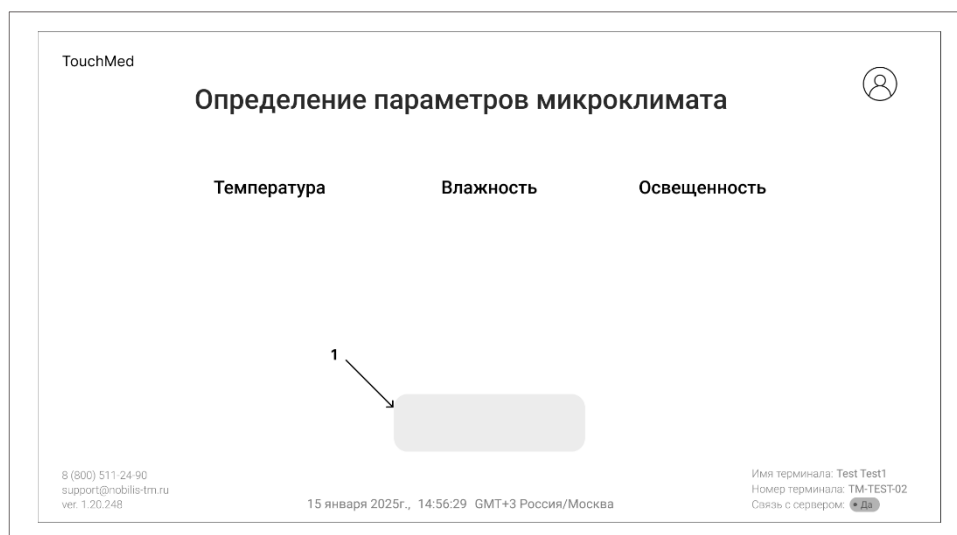 TouchMed
Определение параметров микроклимата
Температура Влажность Освещенность
1
8 (800) 511-24-90
support@nobilis-tm.ru
ver. 1.20.248
15 января 2025г., 14:56:29 GMT+3 Россия/Москва
Имя терминала: Test Test1
Номер терминала: TM-TEST-02
Связь с сервером: • Да